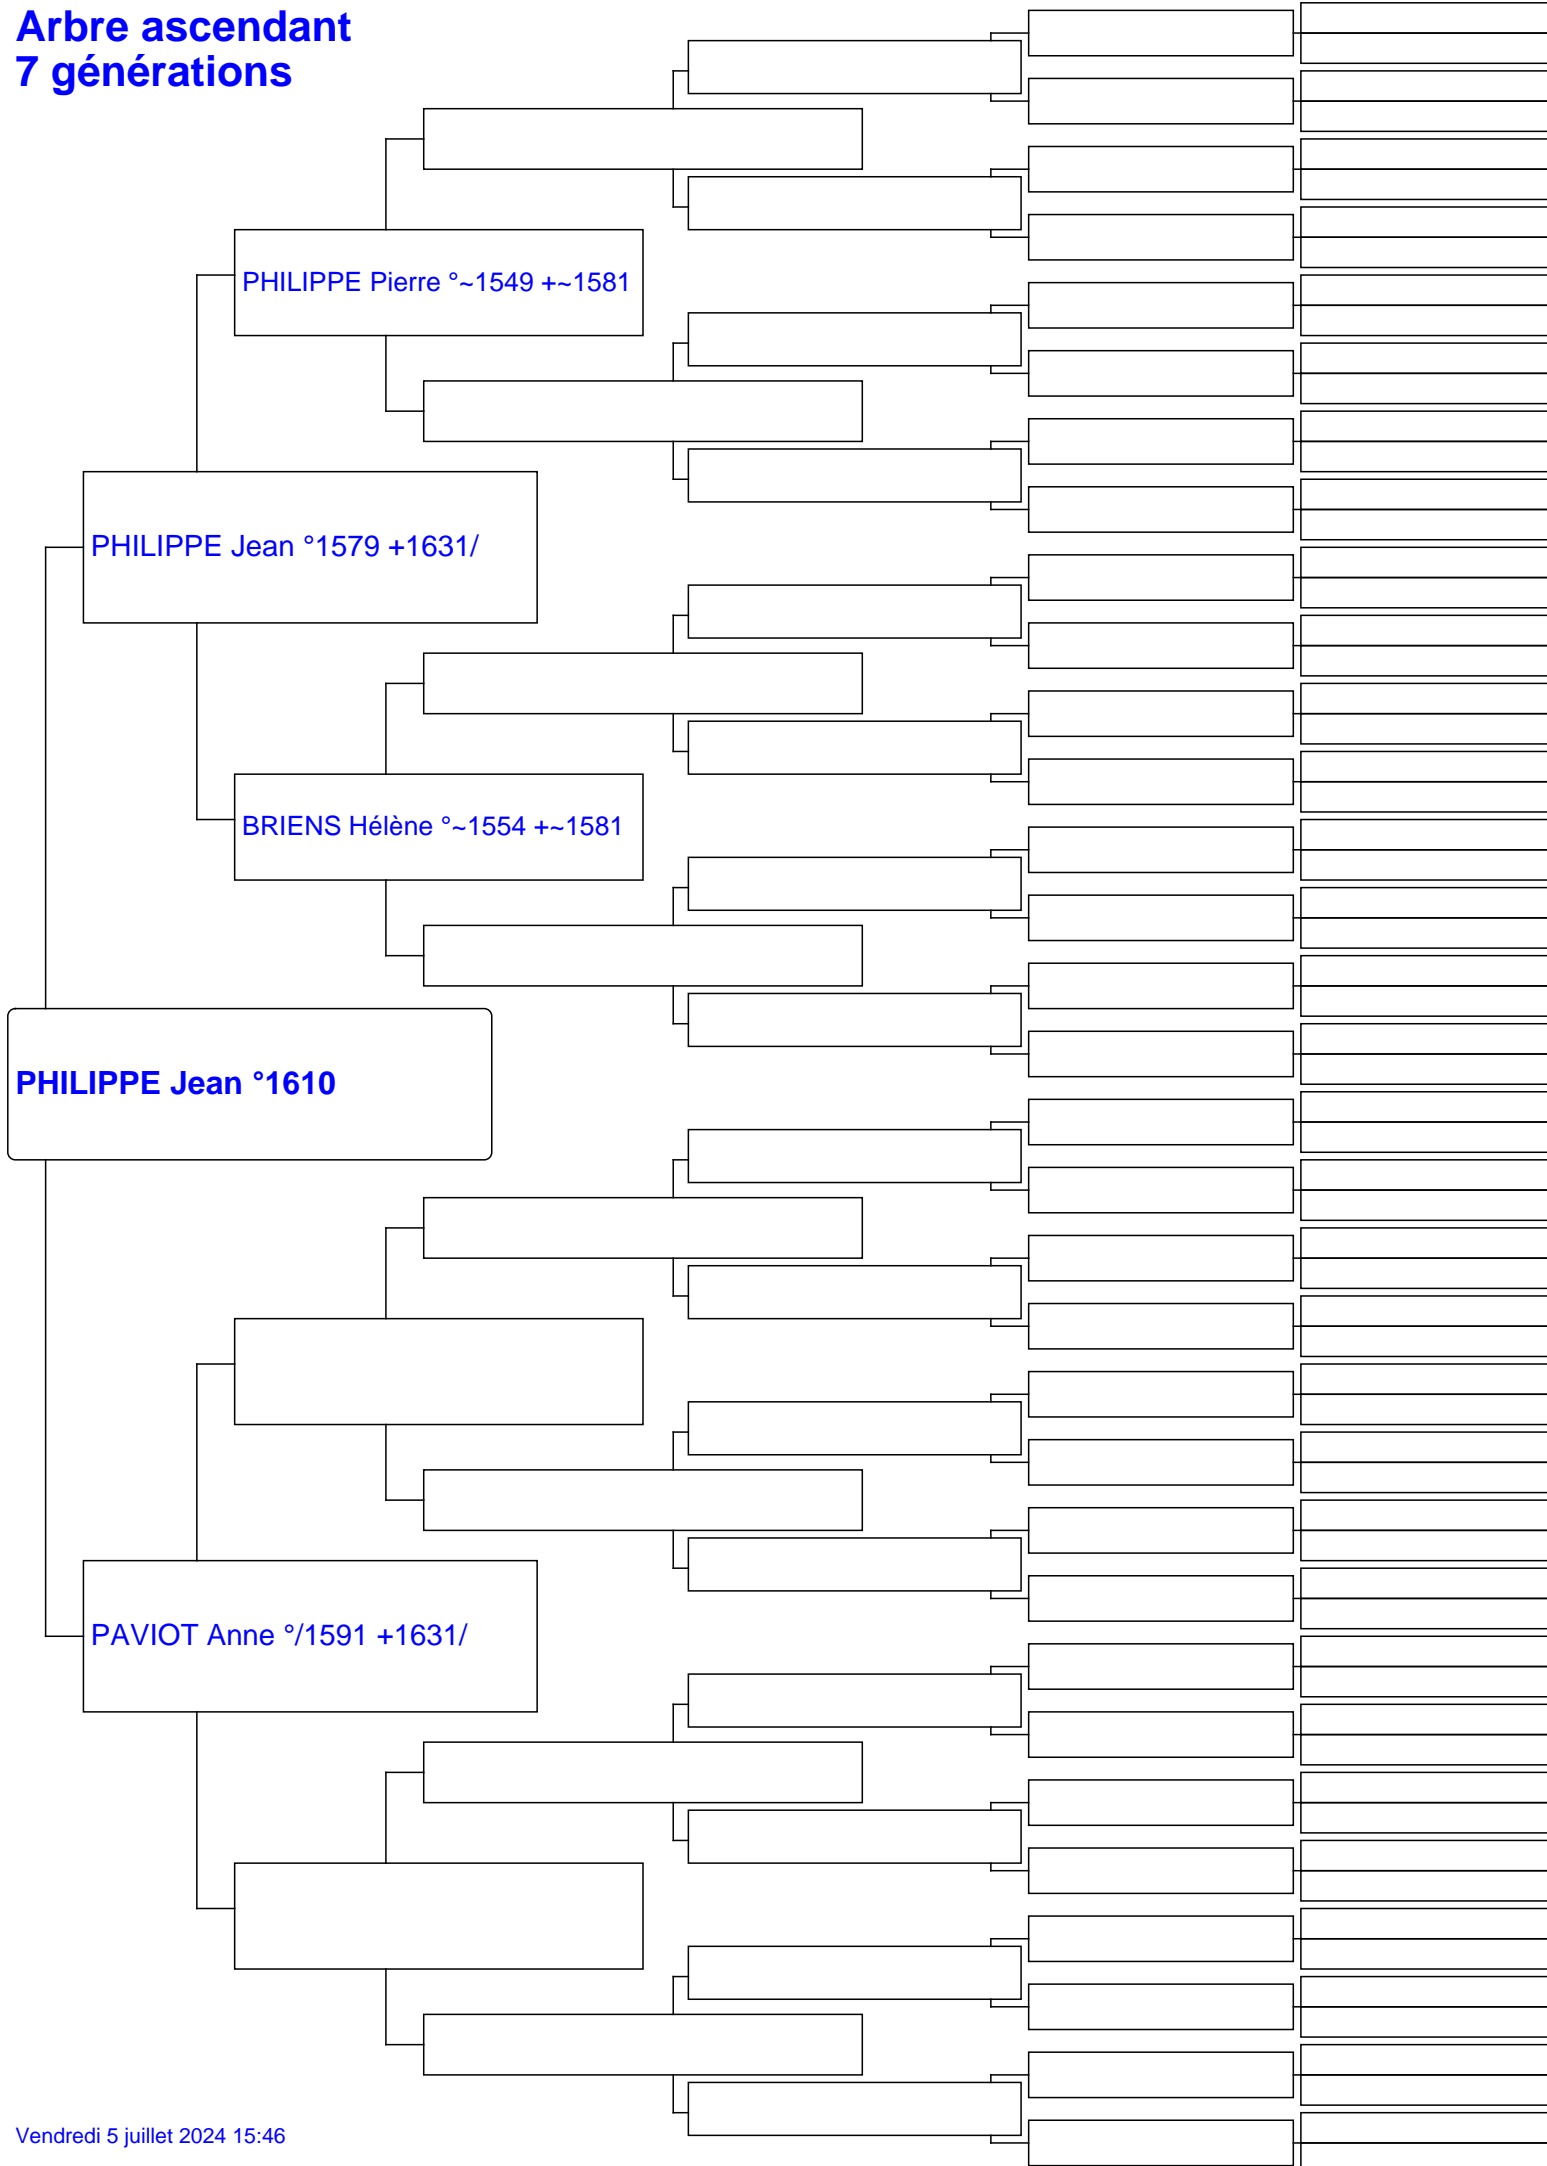 Arbre ascendant
7 générations
PHILIPPE Pierre °~1549 +~1581
PHILIPPE Jean °1579 +1631/
BRIENS Hélène °~1554 +~1581
PHILIPPE Jean °1610
PAVIOT Anne °/1591 +1631/
Vendredi 5 juillet 2024 15:46